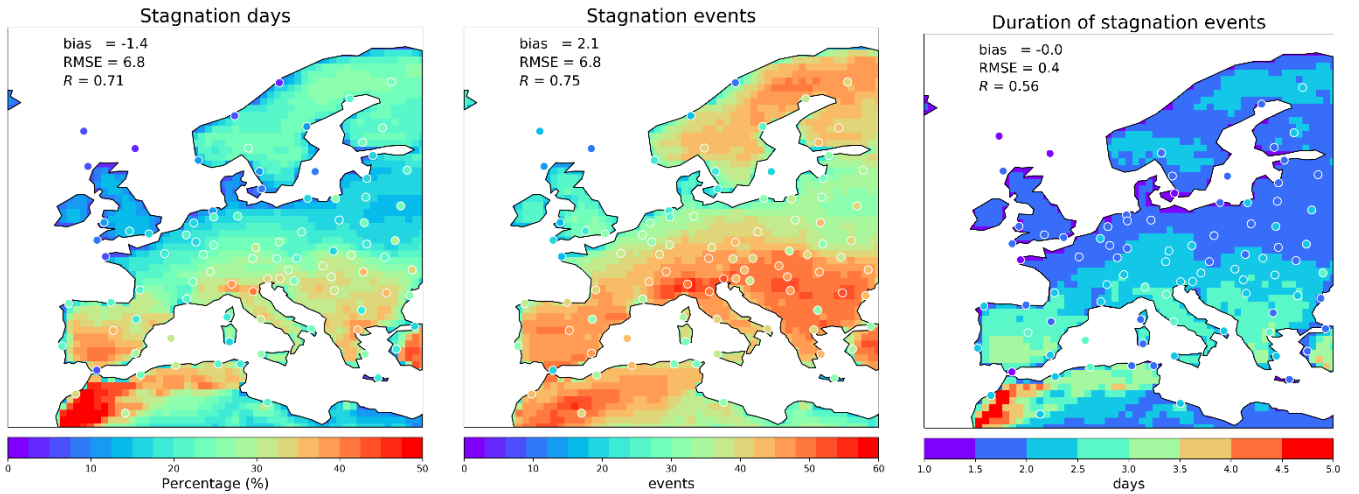 Stagnation days
bias = -1.4
RMSE = 6.8
R = 0.71
0 10 20 30 40 50
Percentage (%)
Stagnation events
bias = 2.1
RMSE = 6.8
R = 0.75
0 10 20 30 40 50 60
events
Duration of stagnation events
bias = -0.0
RMSE = 0.4
R = 0.56
1.0 1.5 2.0 2.5 3.0 3.5 4.0 4.5 5.0
days